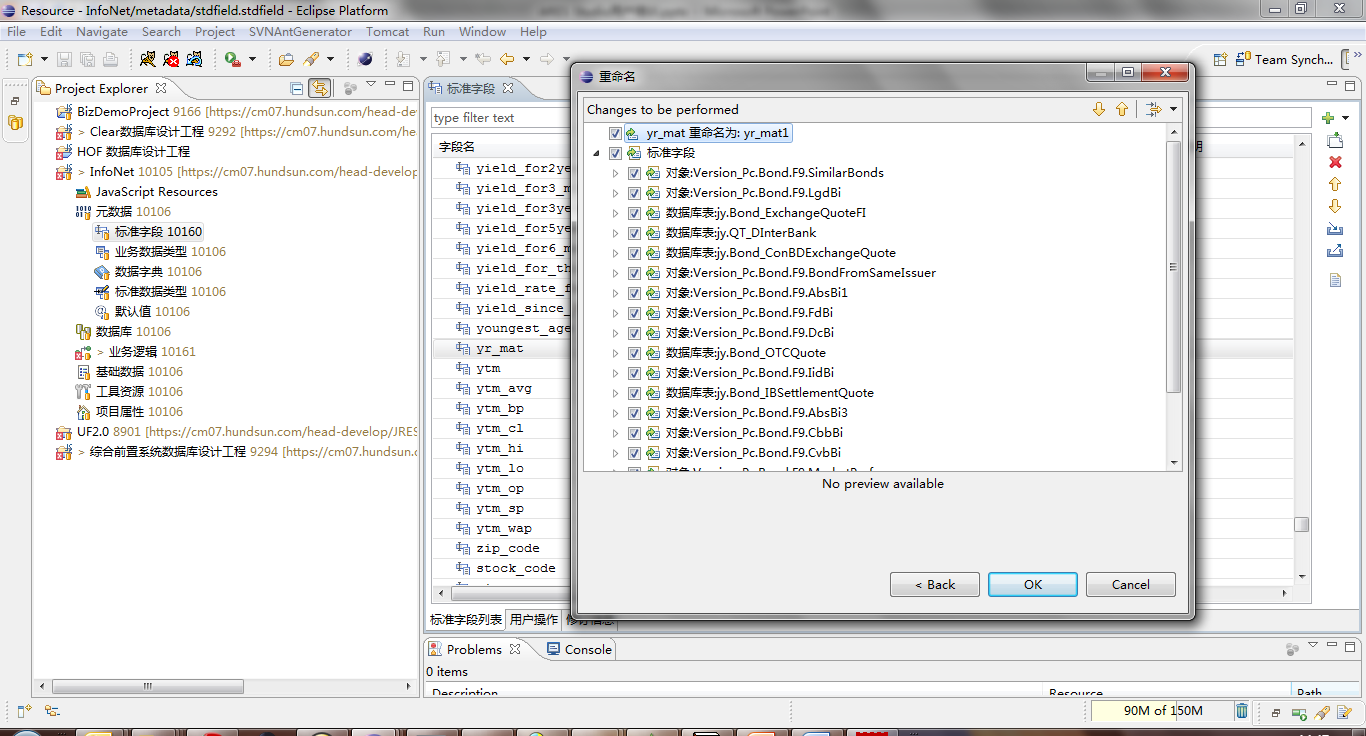 Resource - InfoNet/metadata/stdfield.stdfield - Eclipse Platform
File Edit Navigate Search Project SVNAntGenerator Tomcat Run Window Help
Team Synch...
Project Explorer
BizDemoProject 9166 [https://cm07.hundsun.com/head-de
> Clear数据库设计工程 9292 [https://cm07.hundsun.com/he
HOF 数据库设计工程
> InfoNet 10105 [https://cm07.hundsun.com/head-develop
JavaScript Resources
元数据 10106
标准字段 10160
业务数据类型 10106
数据字典 10106
标准数据类型 10106
默认值 10106
数据库 10106
> 业务逻辑 10161
基础数据 10106
工具资源 10106
项目属性 10106
UF2.0 8901 [https://cm07.hundsun.com/head-develop/JRES
> 综合前置系统数据库设计工程 9294 [https://cm07.hundsun.c
标准字段
type filter text
字段名
yield_for2ye
yield_for3_m
yield_for3ye
yield_for5ye
yield_for6_m
yield_for_th
yield_rate_f
yield_since_
youngest_age
yr_mat
ytm
ytm_avg
ytm_bp
ytm_cl
ytm_hi
ytm_lo
ytm_op
ytm_sp
ytm_wap
zip_code
stock_code
标准字段列表 用户操作 修订信息
重命名
Changes to be performed
yr_mat 重命名为: yr_mat1
标准字段
对象:Version_Pc.Bond.F9.SimilarBonds
对象:Version_Pc.Bond.F9.LgdBi
数据库表:jy.Bond_ExchangeQuoteFI
数据库表:jy.QT_DInterBank
数据库表:jy.Bond_ConBDExchangeQuote
对象:Version_Pc.Bond.F9.BondFromSameIssuer
对象:Version_Pc.Bond.F9.AbsBi1
对象:Version_Pc.Bond.F9.FdBi
对象:Version_Pc.Bond.F9.DcBi
数据库表:jy.Bond_OTCQuote
对象:Version_Pc.Bond.F9.IidBi
数据库表:jy.Bond_IBSettlementQuote
对象:Version_Pc.Bond.F9.AbsBi3
对象:Version_Pc.Bond.F9.CbbBi
对象:Version_Pc.Bond.F9.CvbBi
No preview available
< Back OK Cancel
Problems Console
0 items
Description Resource Path
90M of 150M